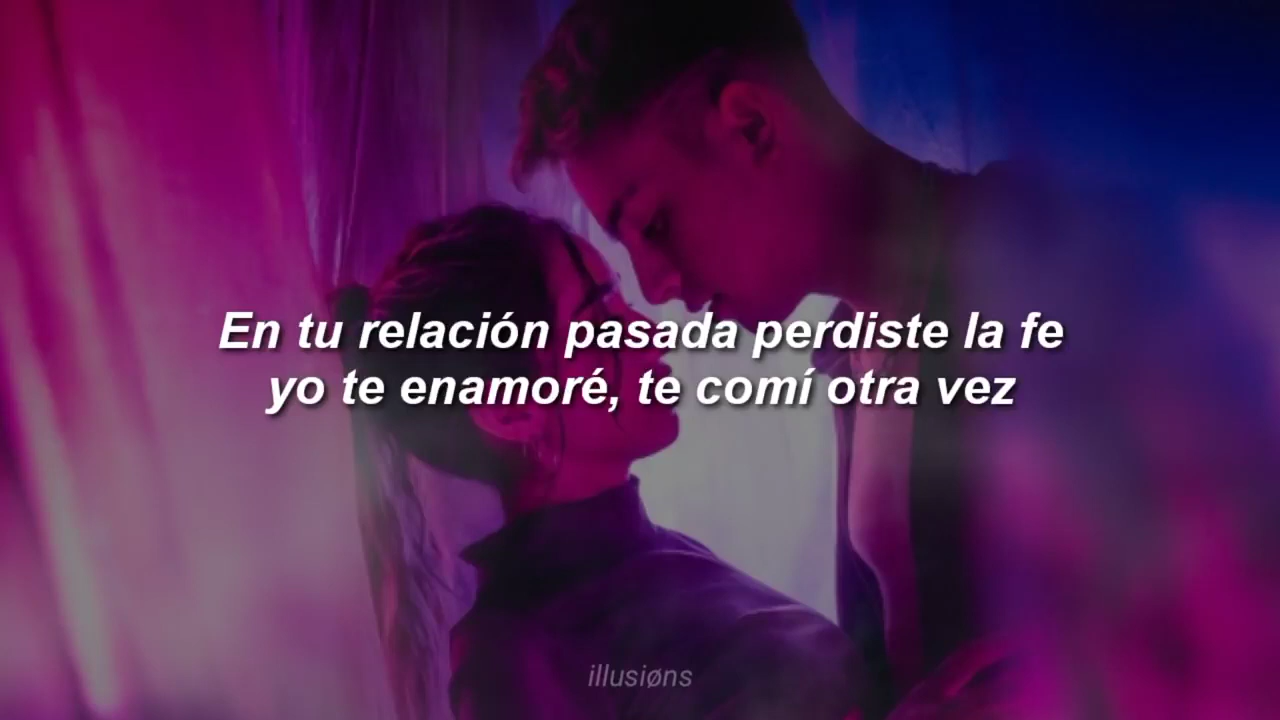 En tu relación pasada perdiste la fe
yo te enamoré, te comí otra vez
illusiøns